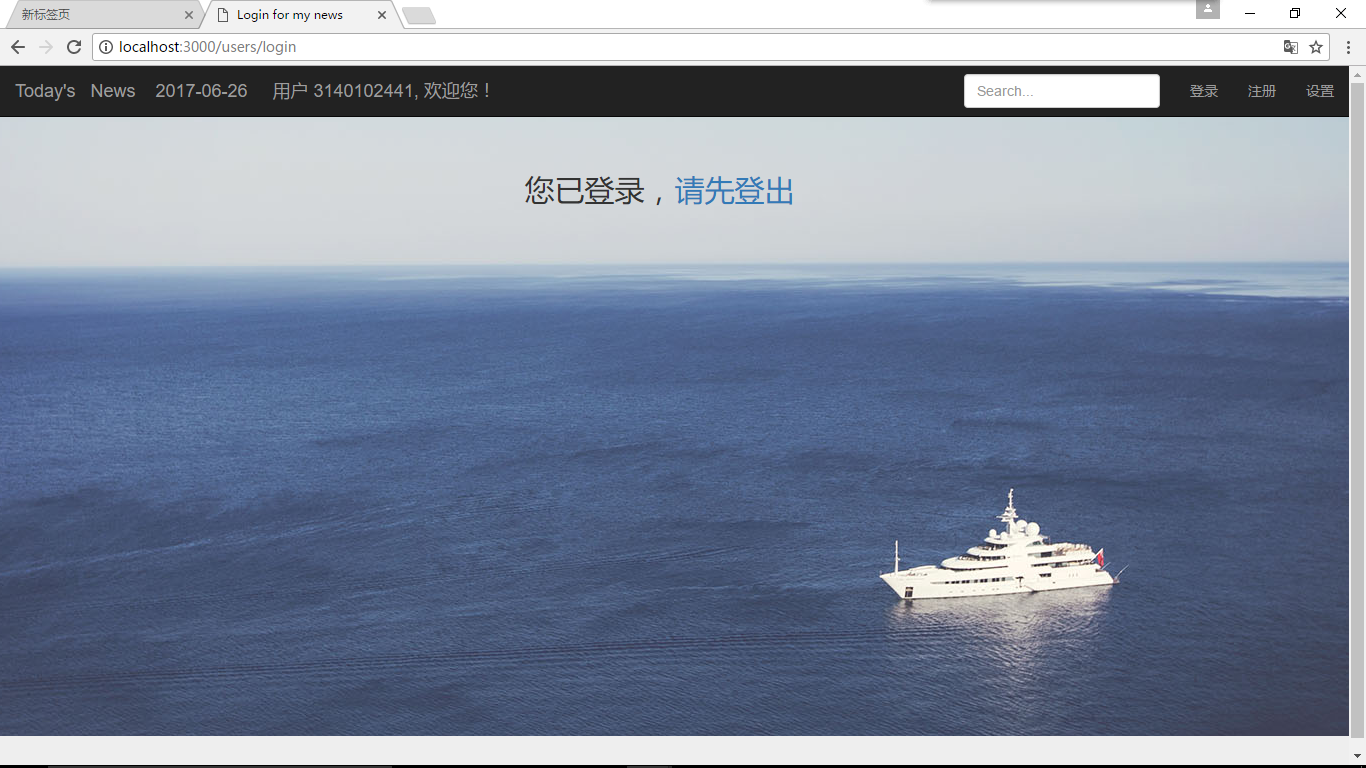 新标签页
Login for my news
localhost:3000/users/login
Today's News 2017-06-26 用户 3140102441, 欢迎您！
Search...
登录 注册 设置
您已登录，请先登出